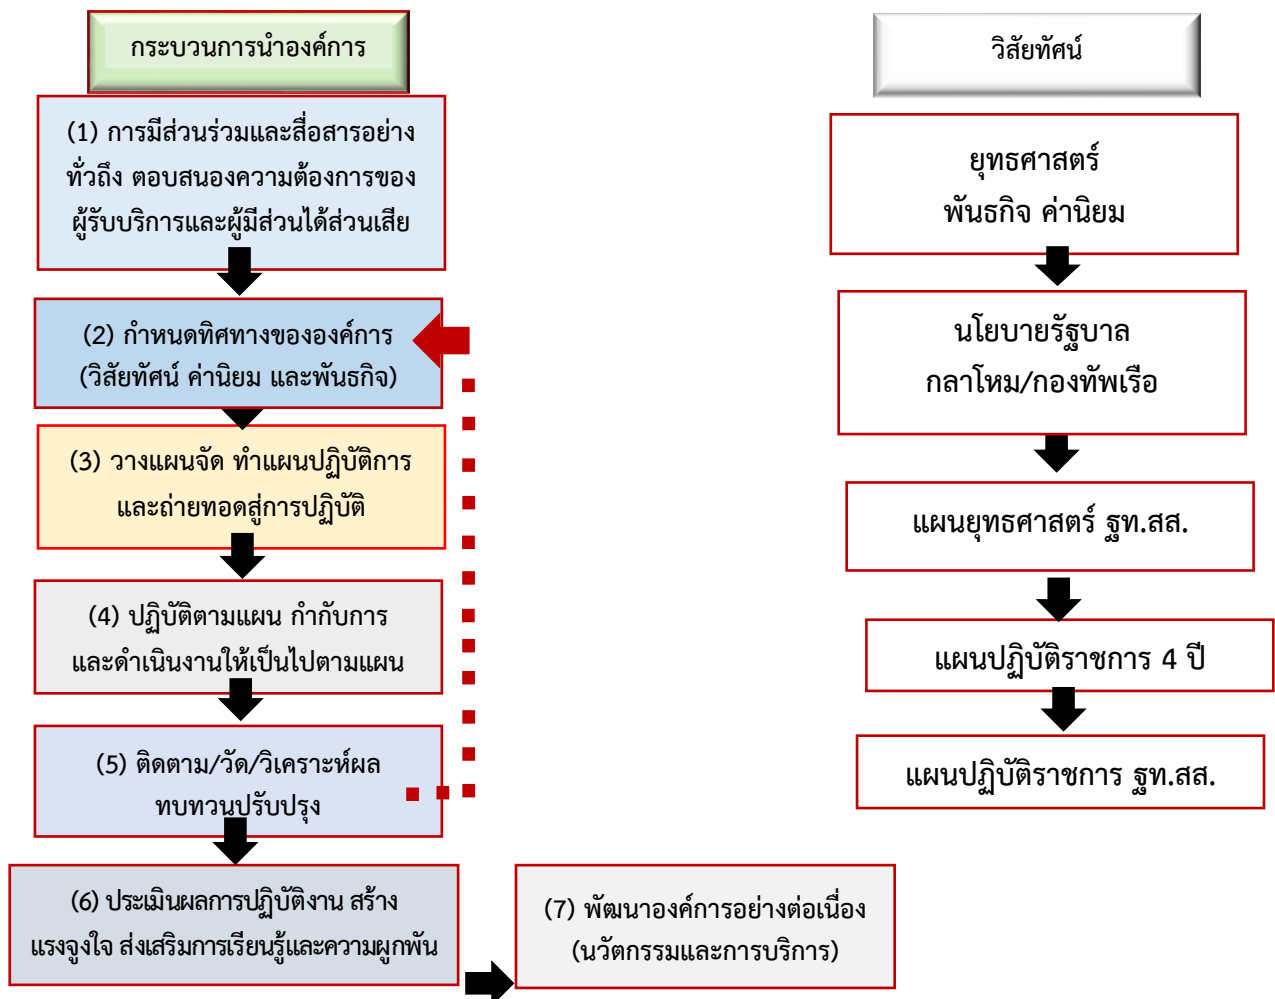 กระบวนการนำองค์การ
(1) การมีส่วนร่วมและสื่อสารอย่าง
ทั่วถึง ตอบสนองความต้องการของ
ผู้รับบริการและผู้มีส่วนได้ส่วนเสีย
(2) กำหนดทิศทางขององค์การ
(วิสัยทัศน์ ค่านิยม และพันธกิจ)
(3) วางแผนจัด ทำแผนปฏิบัติการ
และถ่ายทอดสู่การปฏิบัติ
(4) ปฏิบัติตามแผน กำกับการ
และดำเนินงานให้เป็นไปตามแผน
(5) ติดตาม/วัด/วิเคราะห์ผล
ทบทวนปรับปรุง
(6) ประเมินผลการปฏิบัติงาน สร้าง
แรงจูงใจ ส่งเสริมการเรียนรู้และความผูกพัน
(7) พัฒนาองค์การอย่างต่อเนื่อง
(นวัตกรรมและการบริการ)
วิสัยทัศน์
ยุทธศาสตร์
พันธกิจ ค่านิยม
นโยบายรัฐบาล
กลาโหม/กองทัพเรือ
แผนยุทธศาสตร์ ฐท.สส.
แผนปฏิบัติราชการ 4 ปี
แผนปฏิบัติราชการ ฐท.สส.